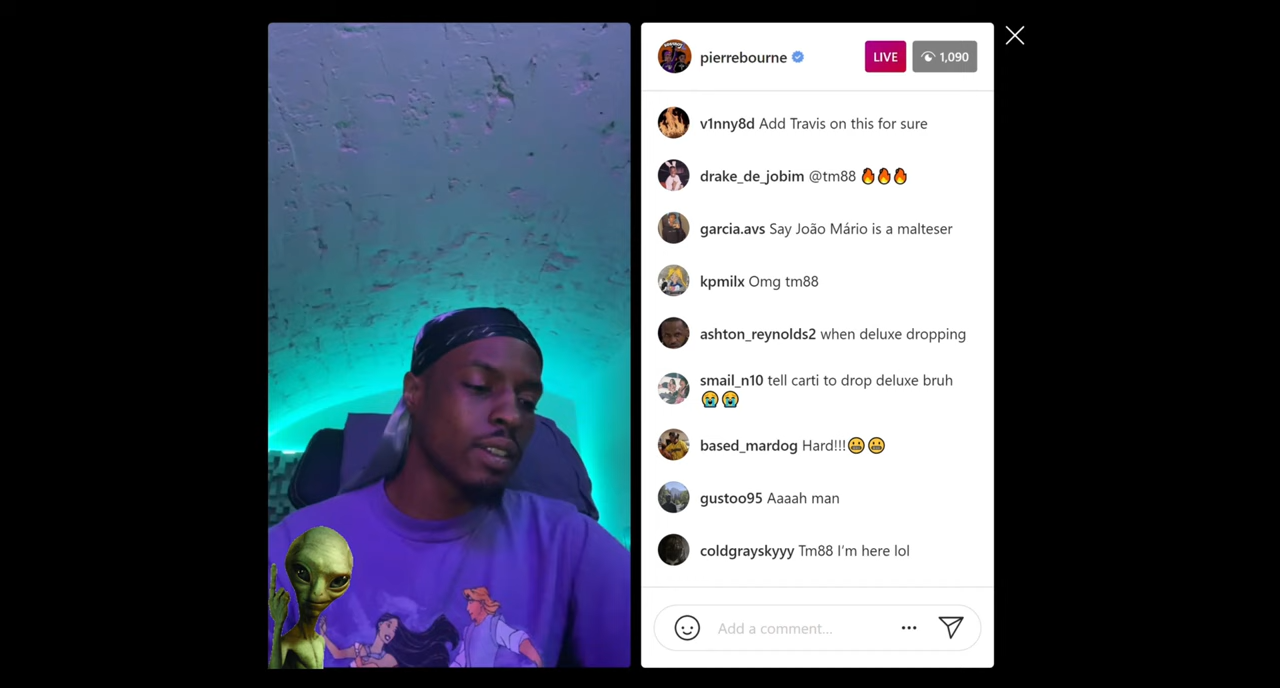 pierrebourne
LIVE
1,090
v1nny8d Add Travis on this for sure
drake_de_jobim @tm88 🔥🔥🔥
garcia.avs Say João Mário is a malteser
kpmilx Omg tm88
ashton_reynolds2 when deluxe dropping
smail_n10 tell carti to drop deluxe bruh
😭😭
based_mardog Hard!!!😬😬
gustoo95 Aaaah man
coldgrayskyyy Tm88 I’m here lol
Add a comment...